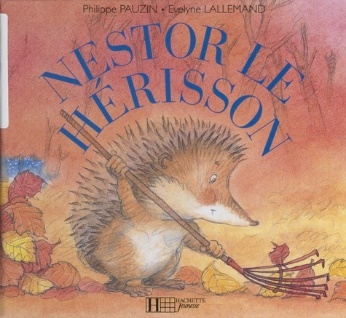 Philippe PAUZIN • Evelyne LALLEMAND
NESTOR LE
HÉRISSON
H
HACHETTE
Jeunesse